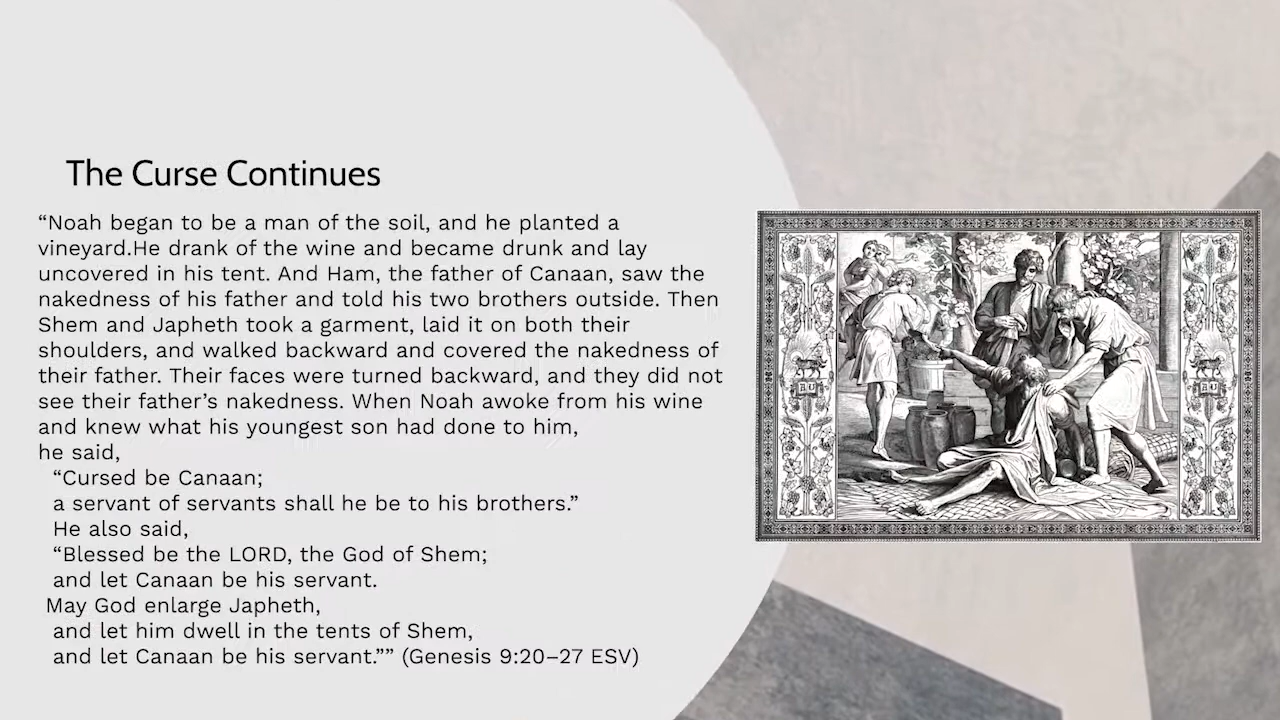 The Curse Continues
“Noah began to be a man of the soil, and he planted a
vineyard.He drank of the wine and became drunk and lay
uncovered in his tent. And Ham, the father of Canaan, saw the
nakedness of his father and told his two brothers outside. Then
Shem and Japheth took a garment, laid it on both their
shoulders, and walked backward and covered the nakedness of
their father. Their faces were turned backward, and they did not
see their father’s nakedness. When Noah awoke from his wine
and knew what his youngest son had done to him,
he said,
“Cursed be Canaan;
a servant of servants shall he be to his brothers.”
He also said,
“Blessed be the LORD, the God of Shem;
and let Canaan be his servant.
May God enlarge Japheth,
and let him dwell in the tents of Shem,
and let Canaan be his servant.”” (Genesis 9:20–27 ESV)